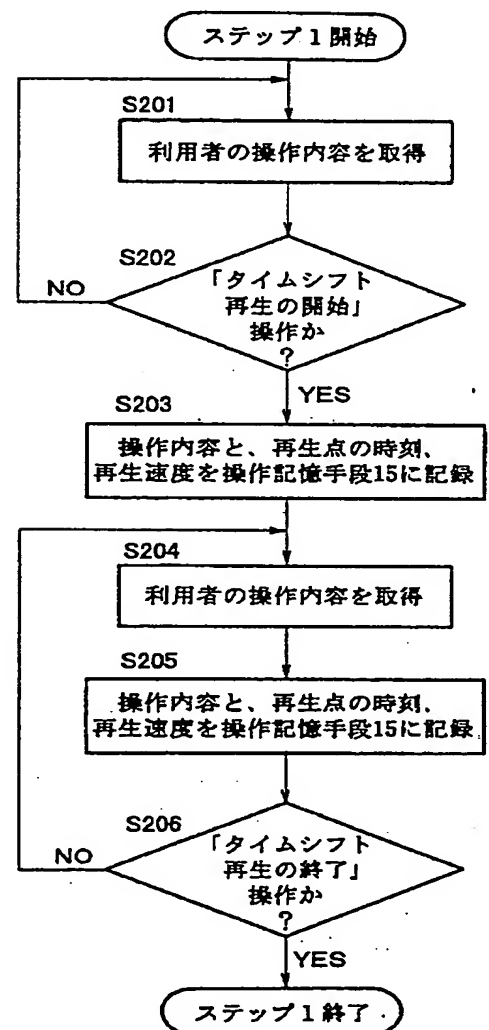 ステップ1開始
S201
利用者の操作内容を取得
S202
「タイムシフト
再生の開始」
操作か
?
NO
YES
S203
操作内容と、再生点の時刻、
再生速度を操作記憶手段15に記録
S204
利用者の操作内容を取得
S205
操作内容と、再生点の時刻、
再生速度を操作記憶手段15に記録
S206
「タイムシフト
再生の終了」
操作か
?
NO
YES
ステップ1終了